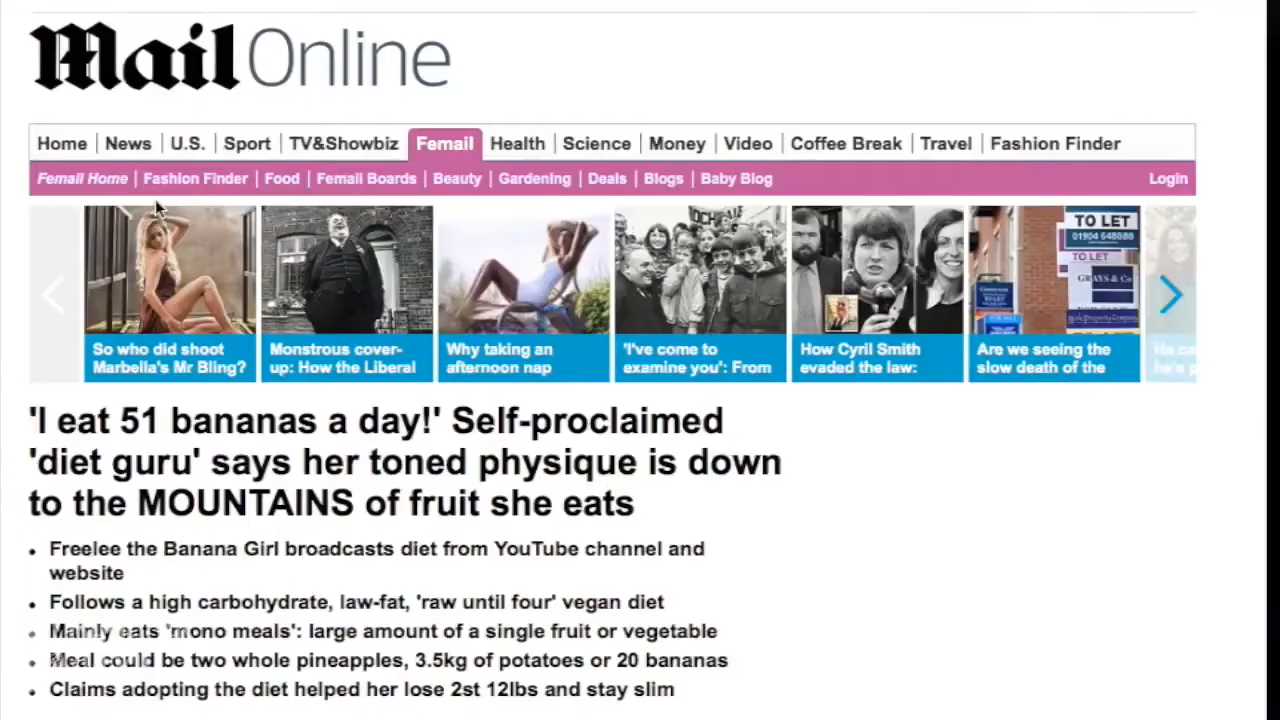 Mail Online
Home News U.S. Sport TV&Showbiz Femail Health Science Money Video Coffee Break Travel Fashion Finder
Femail Home Fashion Finder Food Femail Boards Beauty Gardening Deals Blogs Baby Blog Login
TO LET
01904 648888
TO LET
GRAYS & Co
So who did shoot
Marbella's Mr Bling?
Monstrous cover-
up: How the Liberal
Why taking an
afternoon nap
'I've come to
examine you': From
How Cyril Smith
evaded the law:
Are we seeing the
slow death of the
'I eat 51 bananas a day!' Self-proclaimed
'diet guru' says her toned physique is down
to the MOUNTAINS of fruit she eats
• Freelee the Banana Girl broadcasts diet from YouTube channel and
website
• Follows a high carbohydrate, law-fat, 'raw until four' vegan diet
• Mainly eats 'mono meals': large amount of a single fruit or vegetable
• Meal could be two whole pineapples, 3.5kg of potatoes or 20 bananas
• Claims adopting the diet helped her lose 2st 12lbs and stay slim